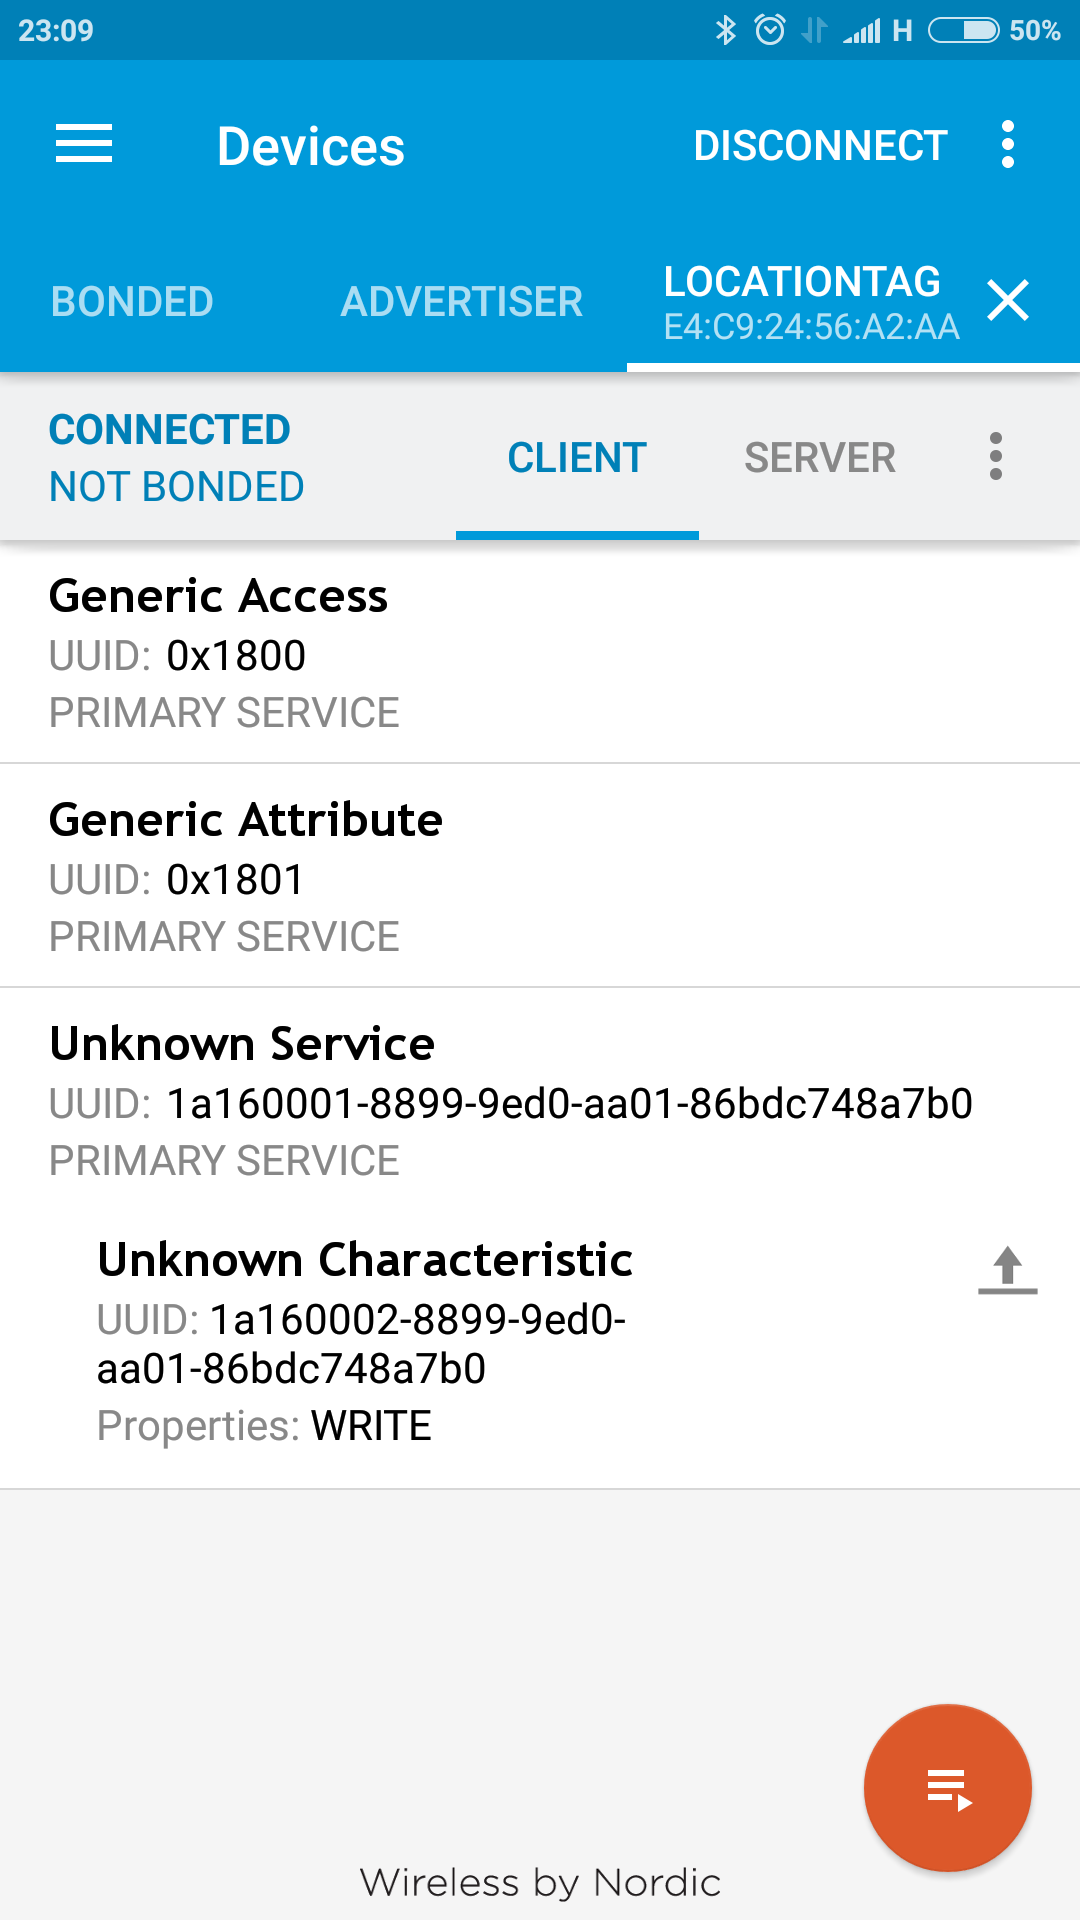 23:09
H 50%
Devices
DISCONNECT
BONDED
ADVERTISER
LOCATIONTAG
E4:C9:24:56:A2:AA
CONNECTED
NOT BONDED
CLIENT
SERVER
Generic Access
UUID: 0x1800
PRIMARY SERVICE
Generic Attribute
UUID: 0x1801
PRIMARY SERVICE
Unknown Service
UUID: 1a160001-8899-9ed0-aa01-86bdc748a7b0
PRIMARY SERVICE
Unknown Characteristic
UUID: 1a160002-8899-9ed0-
aa01-86bdc748a7b0
Properties: WRITE
Wireless by Nordic